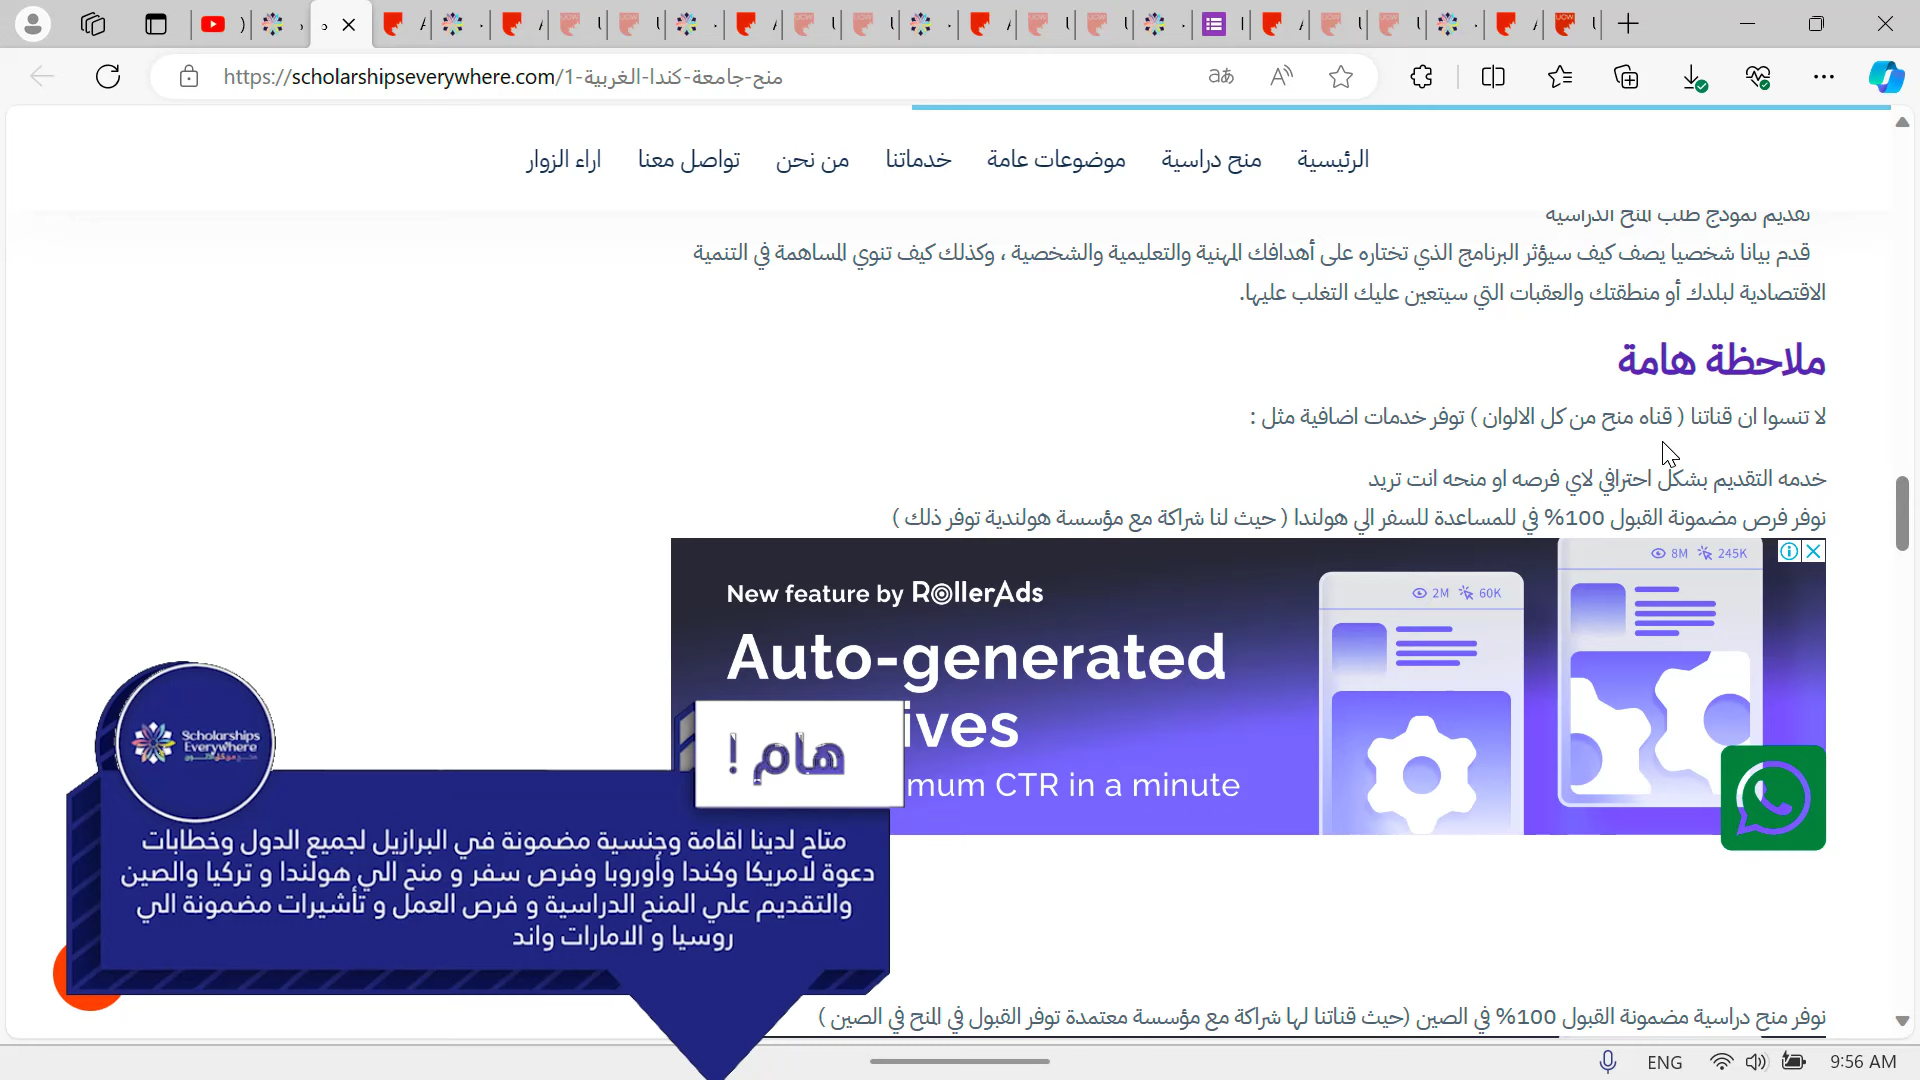 https://scholarshipseverywhere.com/1-منح-جامعة-كندا-الغربية
الرئيسية منح دراسية موضوعات عامة خدماتنا من نحن تواصل معنا اراء الزوار
تقديم نموذج طلب المنح الدراسية
قدم بيانا شخصيا يصف كيف سيؤثر البرنامج الذي تختاره على أهدافك المهنية والتعليمية والشخصية ، وكذلك كيف تنوي المساهمة في التنمية
الاقتصادية لبلدك أو منطقتك والعقبات التي سيتعين عليك التغلب عليها.
ملاحظة هامة
لا تنسوا ان قناتنا ( قناه منح من كل الالوان ) توفر خدمات اضافية مثل :
خدمه التقديم بشكل احترافي لاي فرصه او منحه انت تريد
نوفر فرص مضمونة القبول 100% في للمساعدة للسفر الي هولندا ( حيث لنا شراكة مع مؤسسة هولندية توفر ذلك )
8M 245K
New feature by RollerAds
2M 60K
Auto-generated
ives
mum CTR in a minute
هام !
Scholarships
Everywhere
متاح لدينا اقامة وجنسية مضمونة في البرازيل لجميع الدول وخطابات
دعوة لامريكا وكندا وأوروبا وفرص سفر و منح الي هولندا و تركيا والصين
والتقديم علي المنح الدراسية و فرص العمل و تأشيرات مضمونة الي
روسيا و الامارات واند
نوفر منح دراسية مضمونة القبول 100% في الصين (حيث قناتنا لها شراكة مع مؤسسة معتمدة توفر القبول في المنح في الصين )
ENG 9:56 AM